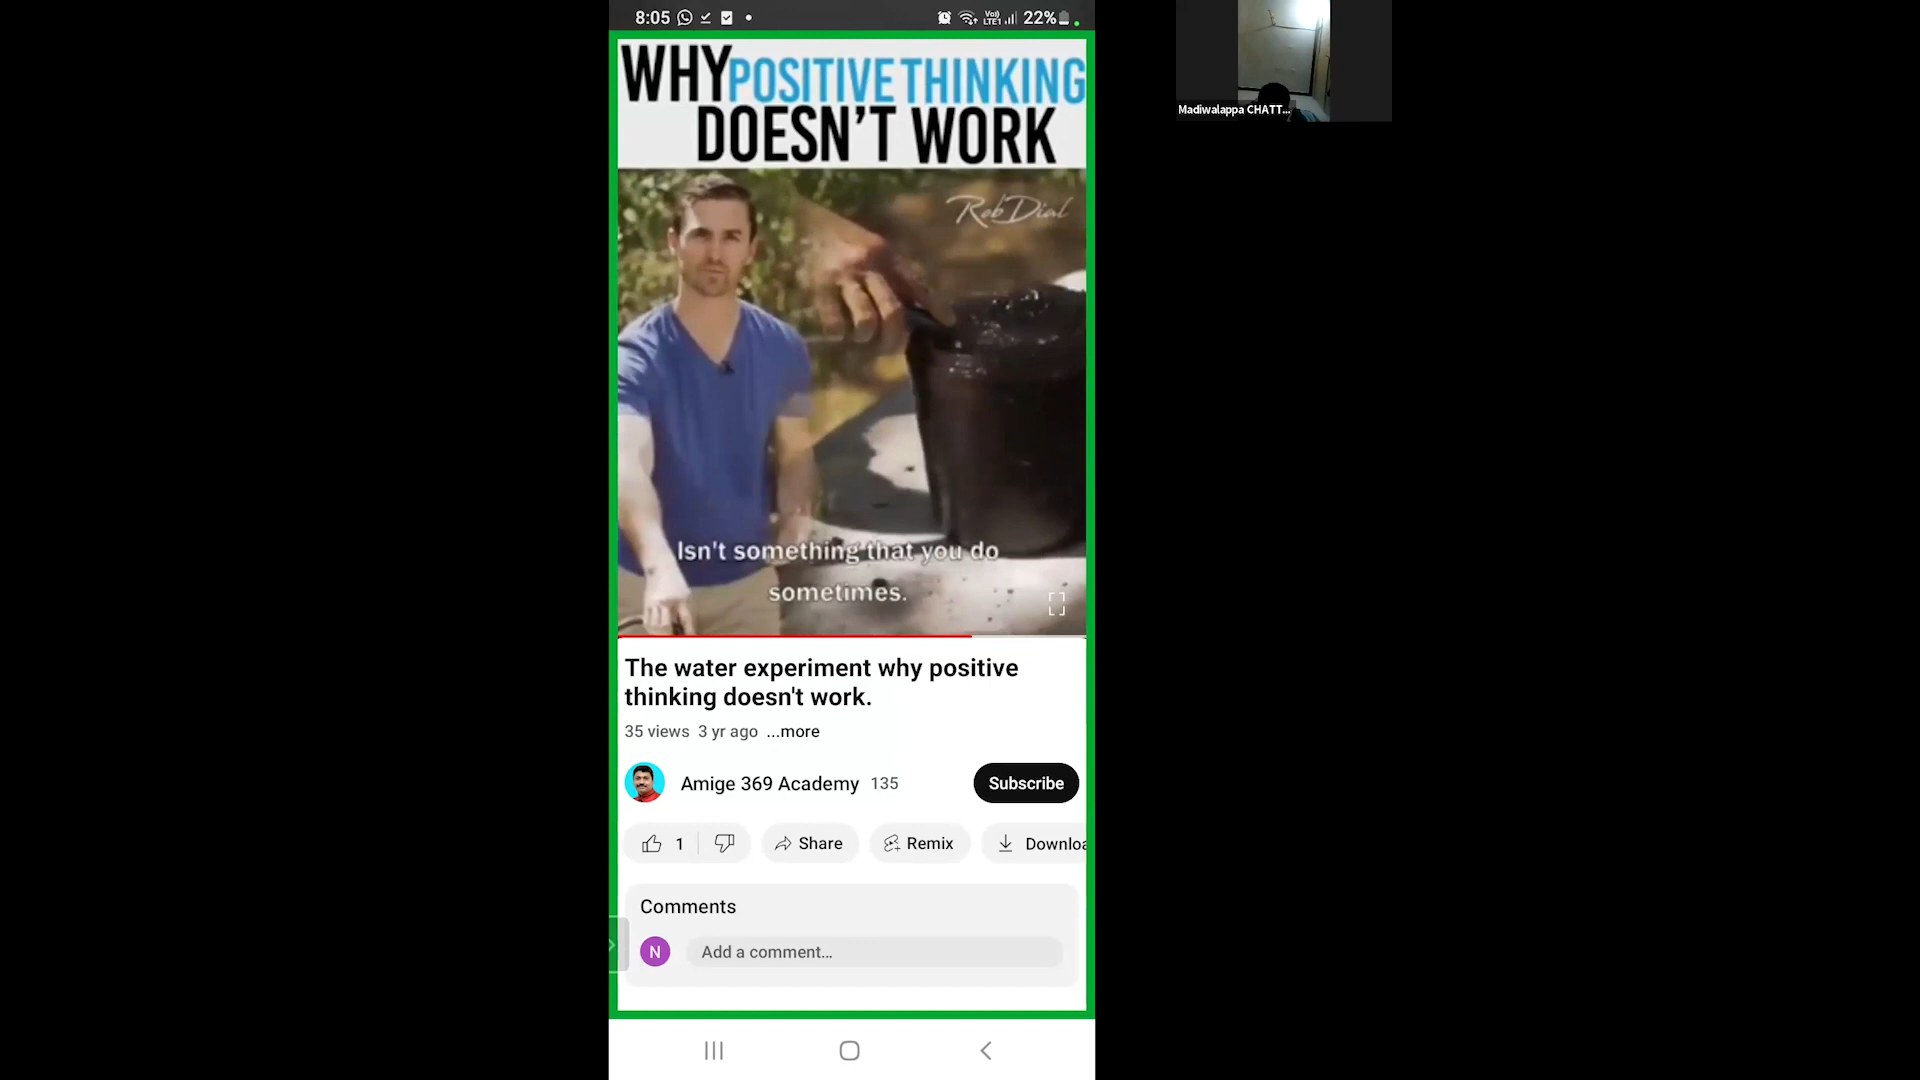 8:05
Vo)
LTE1
22%
WHY POSITIVE THINKING
DOESN'T WORK
Rob Dial
Isn't something that you do
sometimes.
The water experiment why positive
thinking doesn't work.
35 views 3 yr ago ...more
Amige 369 Academy 135
Subscribe
1
Share
Remix
Downloa
Comments
N
Add a comment...
Madiwalappa CHATT...